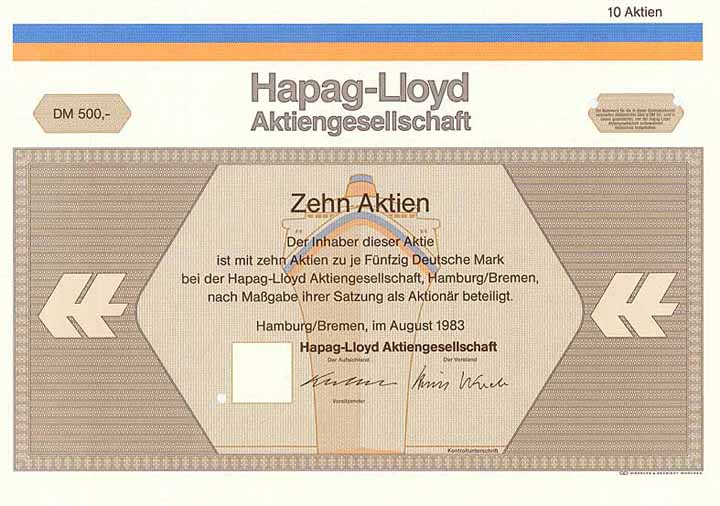 10 Aktien
Hapag-Lloyd
Aktiengesellschaft
DM 500,-
Zehn Aktien
Der Inhaber dieser Aktie
ist mit zehn Aktien zu je Fünfzig Deutsche Mark
bei der Hapag-Lloyd Aktiengesellschaft, Hamburg/Bremen,
nach Maßgabe ihrer Satzung als Aktionär beteiligt.
Hamburg/Bremen, im August 1983
Hapag-Lloyd Aktiengesellschaft
Der Aufsichtsrat Der Vorstand
Vorsitzender
Kontrollunterschrift